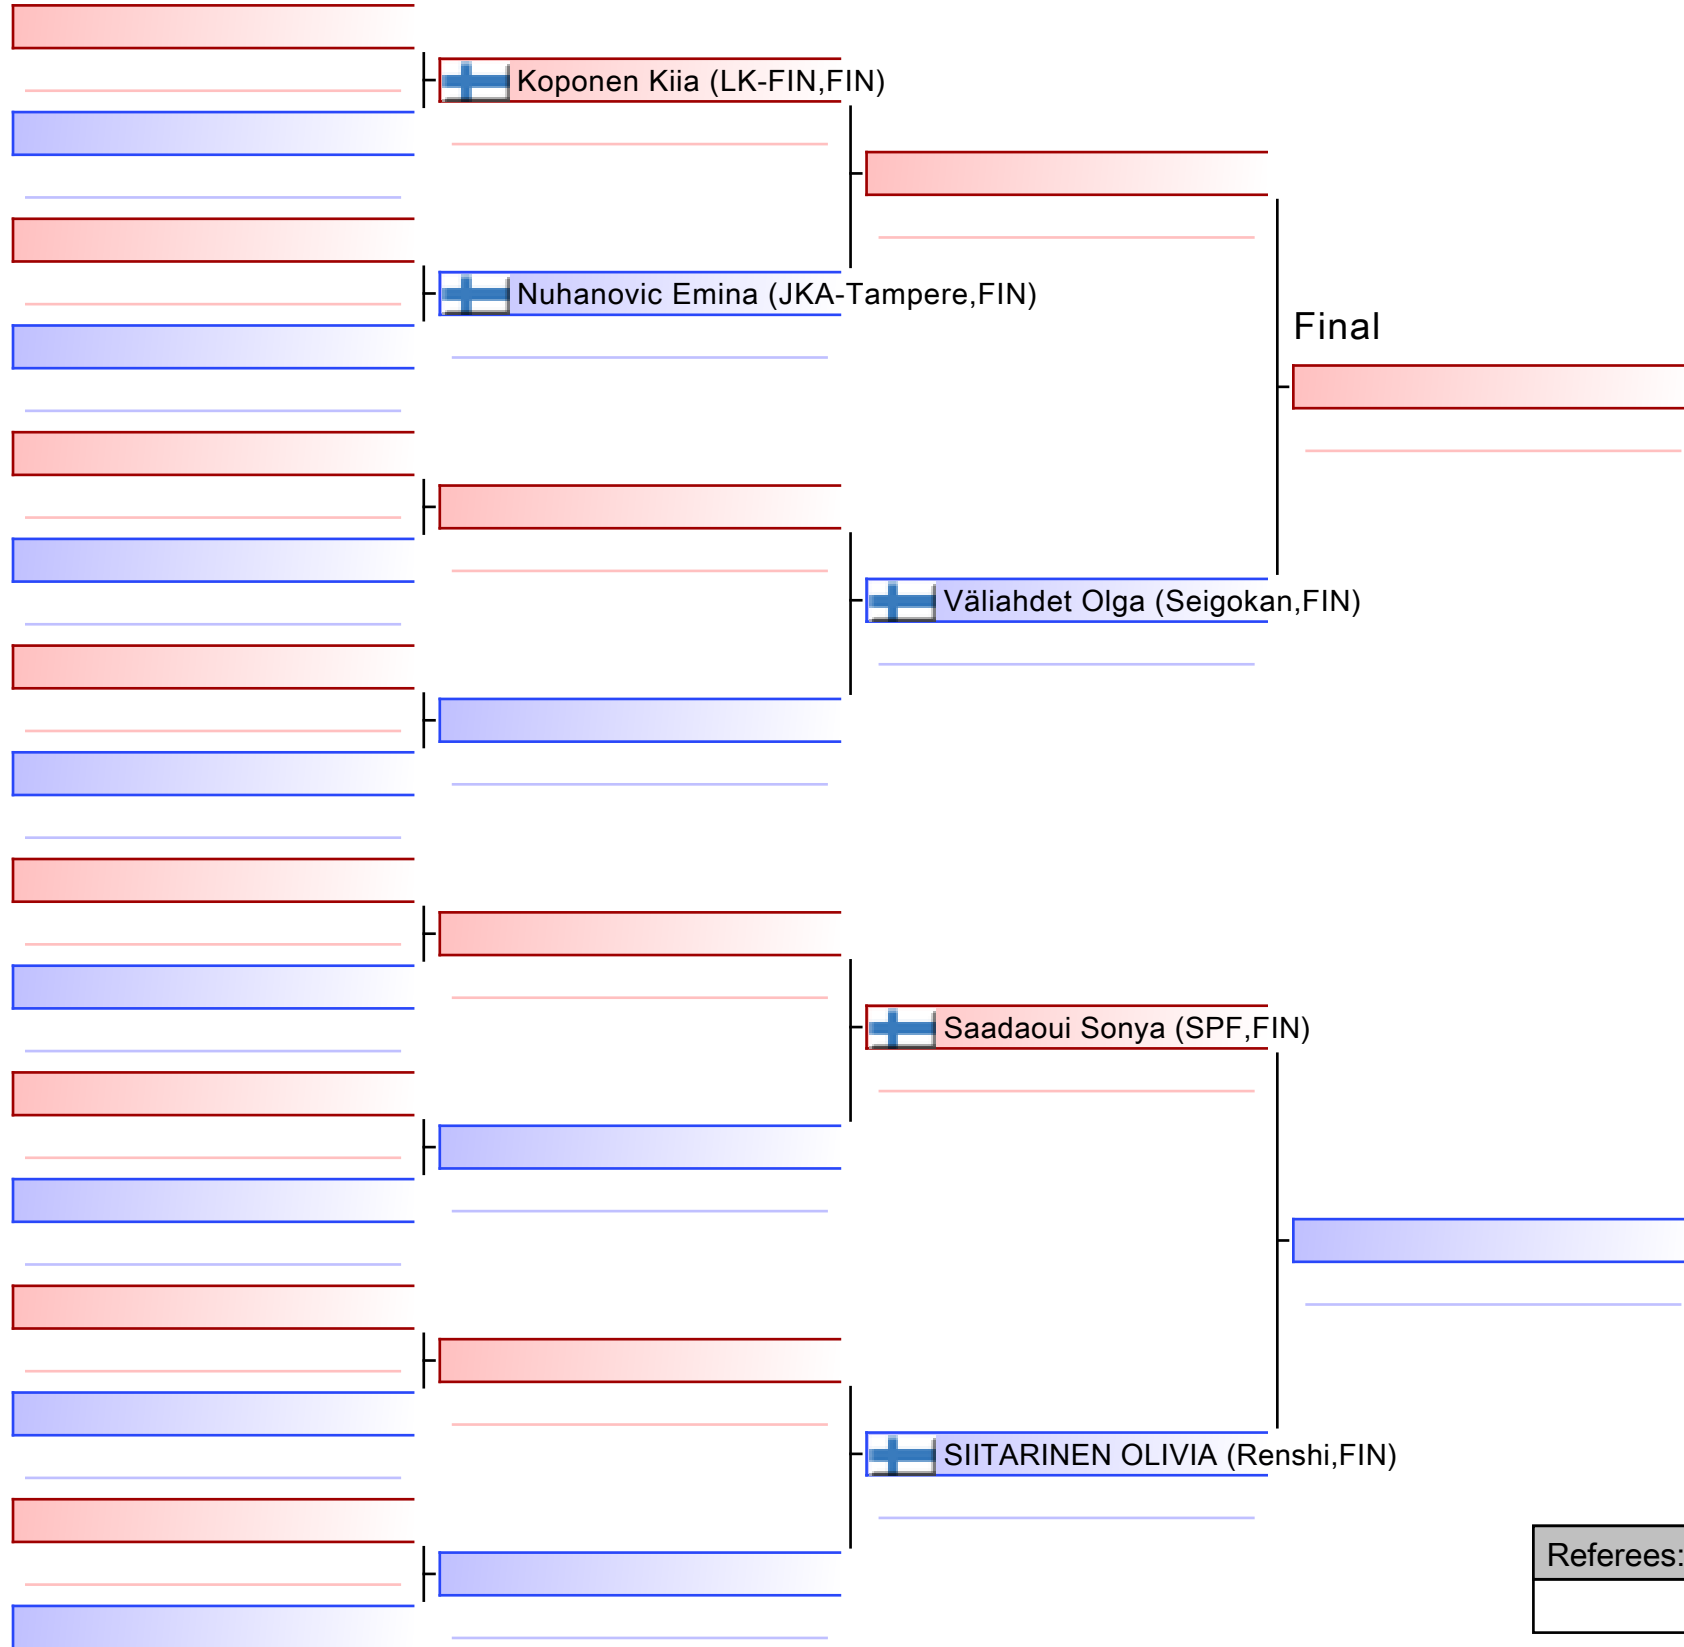 Koponen Kiia (LK-FIN,FIN)
Nuhanovic Emina (JKA-Tampere,FIN)
Final
Väliahdet Olga (Seigokan,FIN)
Saadaoui Sonya (SPF,FIN)
SIITARINEN OLIVIA (Renshi,FIN)
Referees: